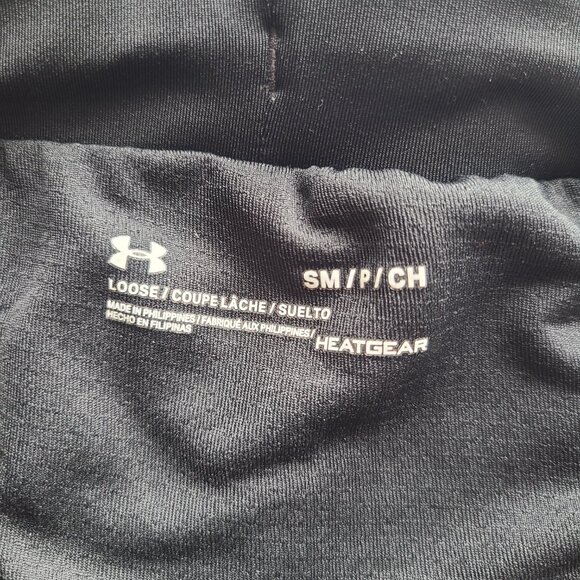 SM/P/CH
LOOSE / COUPE LÂCHE / SUELTO
MADE IN PHILIPPINES / FABRIQUÉ AUX PHILIPPINES /
HECHO EN FILIPINAS
HEATGEAR